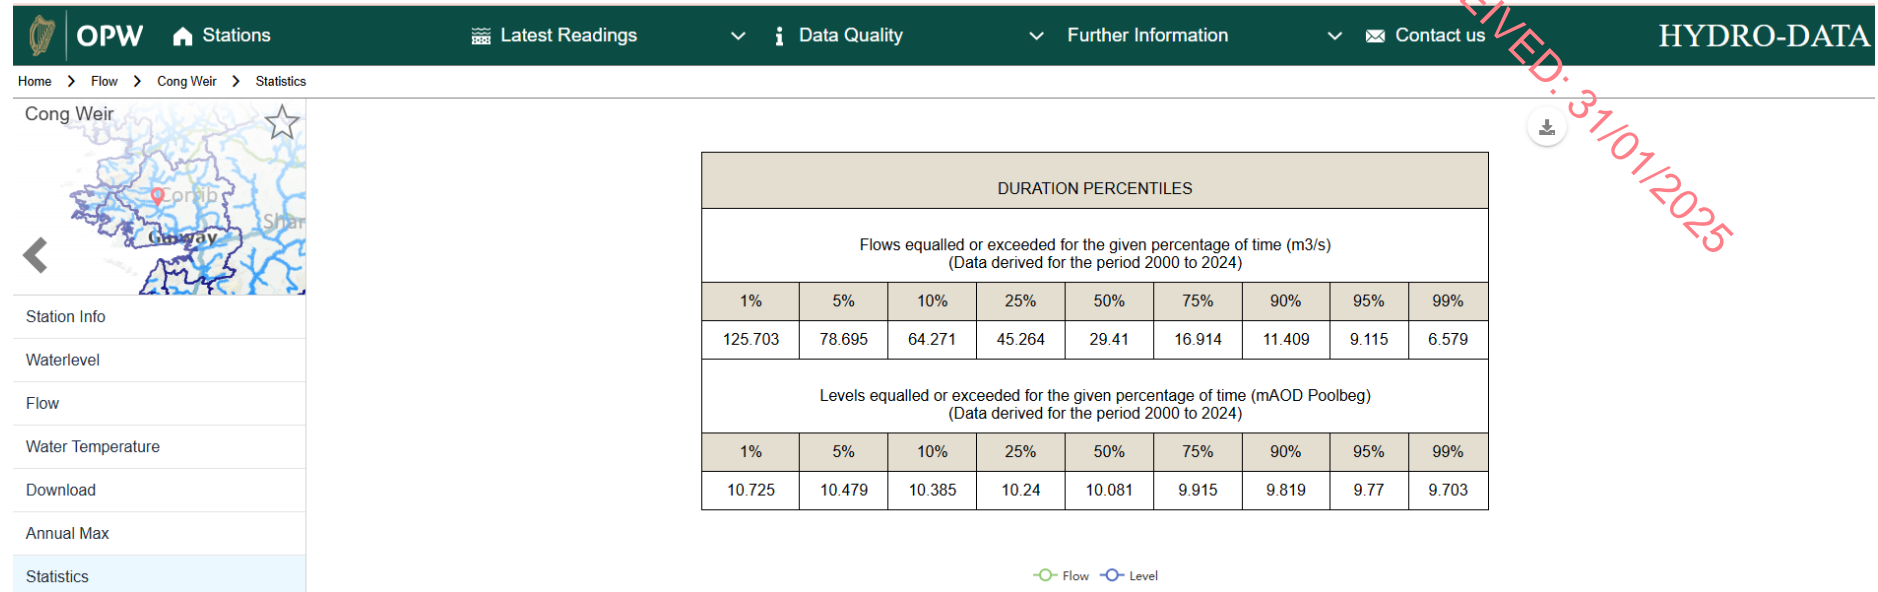 OPW Stations Latest Readings Data Quality Further Information Contact us HYDRO-DATA
Home > Flow > Cong Weir > Statistics
Cong Weir
Corrib
Galway
Station Info
Waterlevel
Flow
Water Temperature
Download
Annual Max
Statistics
DURATION PERCENTILES
Flows equalled or exceeded for the given percentage of time (m3/s)
(Data derived for the period 2000 to 2024)
1% 5% 10% 25% 50% 75% 90% 95% 99%
125.703 78.695 64.271 45.264 29.41 16.914 11.409 9.115 6.579
Levels equalled or exceeded for the given percentage of time (mAOD Poolbeg)
(Data derived for the period 2000 to 2024)
1% 5% 10% 25% 50% 75% 90% 95% 99%
10.725 10.479 10.385 10.24 10.081 9.915 9.819 9.77 9.703
Flow Level
31/01/2025